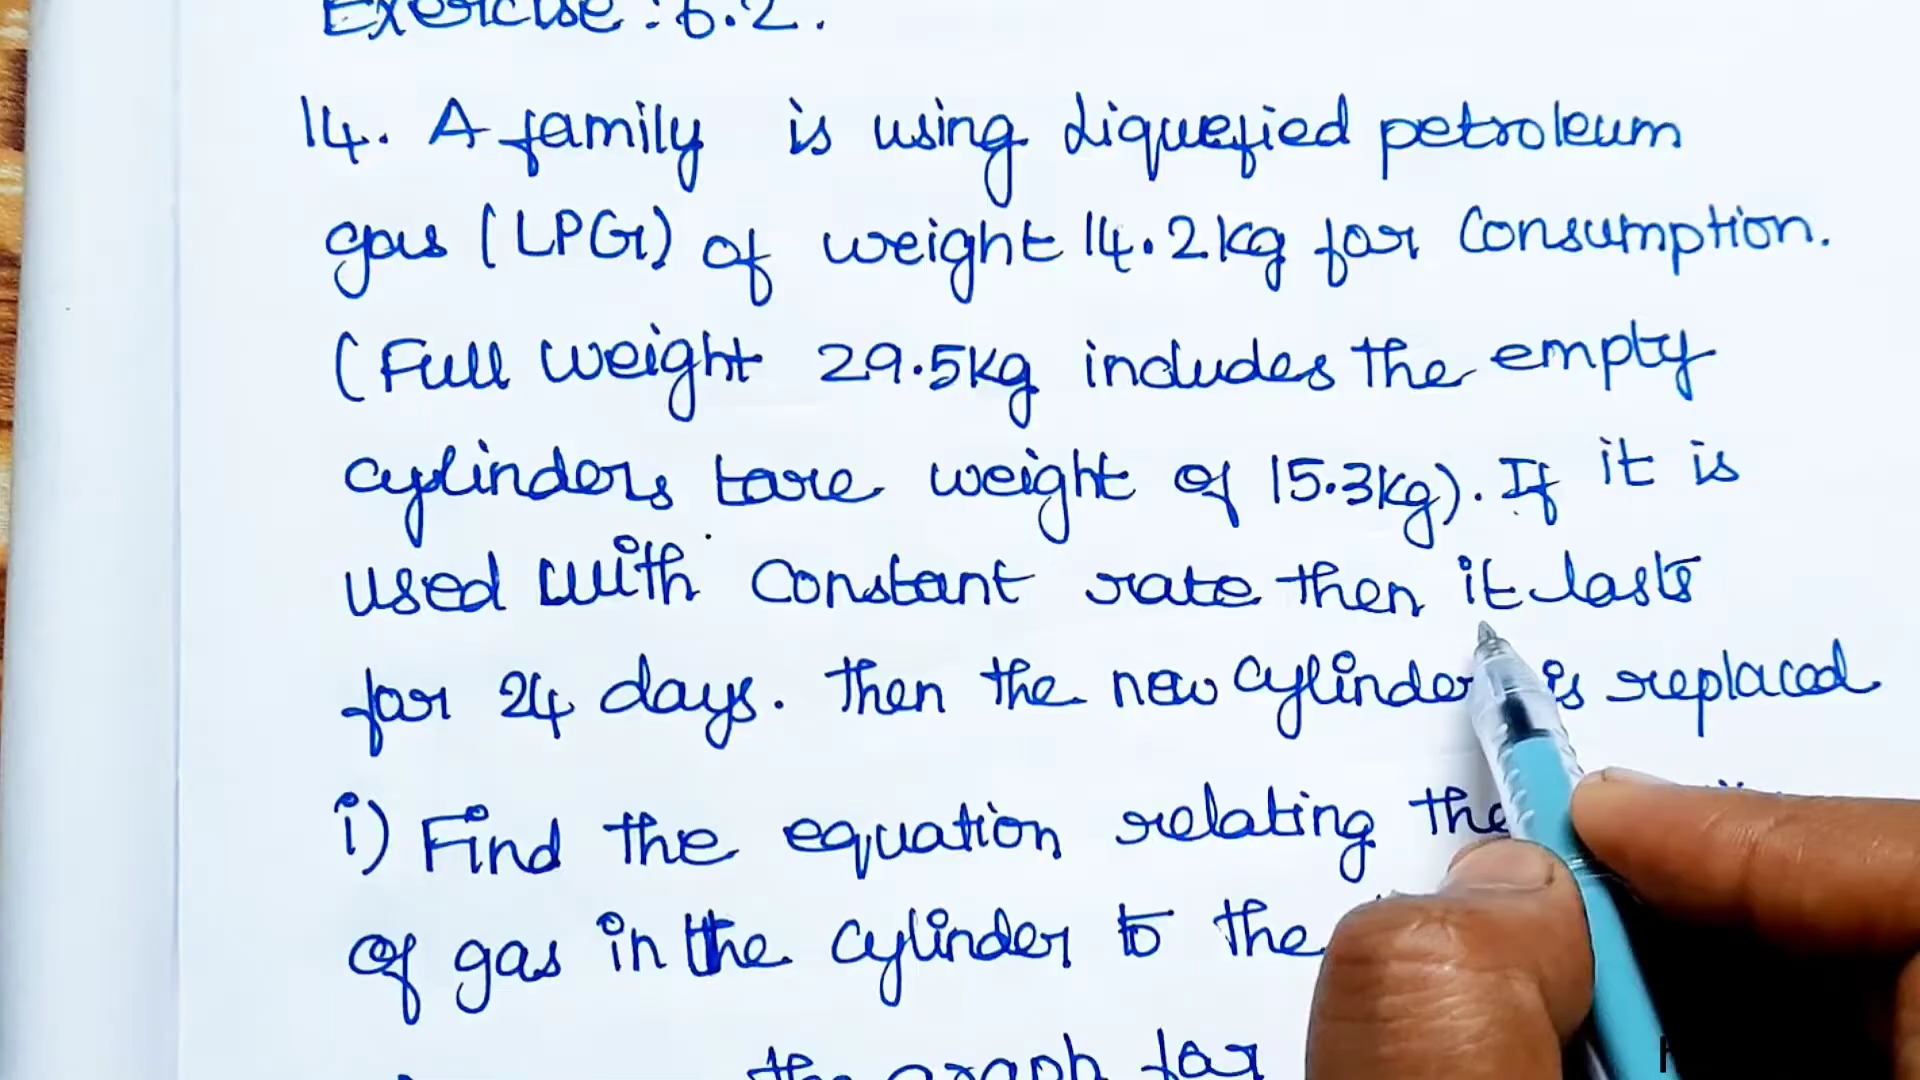 Exercise : 6.2.
14. A family is using Liquefied petroleum
gas (LPG) of weight 14.2kg for consumption.
(Full weight 29.5kg includes the empty
cylinders tare weight of 15.3kg). If it is
used with constant rate then it lasts
for 24 days. Then the new cylinder is replaced
i) Find the equation relating the
of gas in the cylinder to the
the graph for